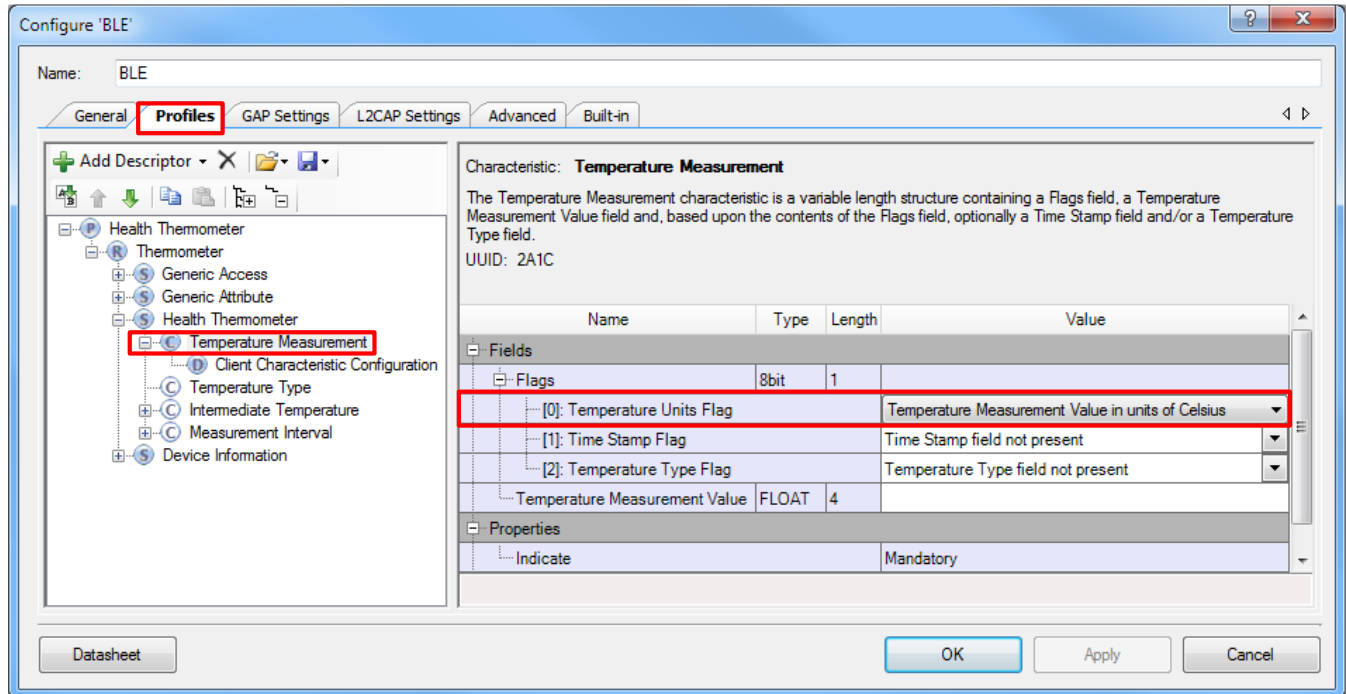 Configure 'BLE'
Name: BLE
General Profiles GAP Settings L2CAP Settings Advanced Built-in
Add Descriptor
Health Thermometer
Thermometer
Generic Access
Generic Attribute
Health Thermometer
Temperature Measurement
Client Characteristic Configuration
Temperature Type
Intermediate Temperature
Measurement Interval
Device Information
Characteristic: Temperature Measurement
The Temperature Measurement characteristic is a variable length structure containing a Flags field, a Temperature
Measurement Value field and, based upon the contents of the Flags field, optionally a Time Stamp field and/or a Temperature
Type field.
UUID: 2A1C
Name Type Length Value
Fields
Flags 8bit 1
[0]: Temperature Units Flag Temperature Measurement Value in units of Celsius
[1]: Time Stamp Flag Time Stamp field not present
[2]: Temperature Type Flag Temperature Type field not present
Temperature Measurement Value FLOAT 4
Properties
Indicate Mandatory
Datasheet OK Apply Cancel